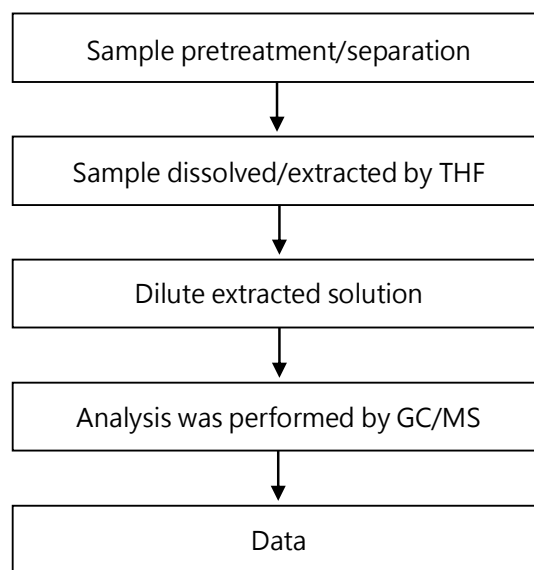 Sample pretreatment/separation
Sample dissolved/extracted by THF
Dilute extracted solution
Analysis was performed by GC/MS
Data